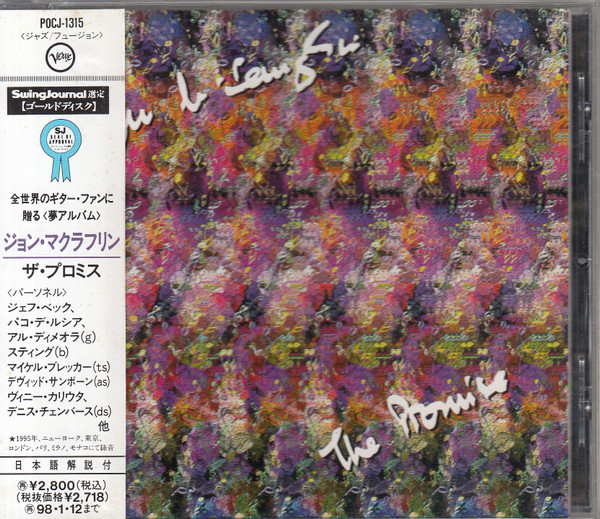 POCJ-1315
〈ジャズ/フュージョン〉
Verve
SwingJournal選定
【ゴールドディスク】
SJ
SEAL OF
APPROVAL
全世界のギター・ファンに
贈る〈夢アルバム〉
ジョン・マクラフリン
ザ・プロミス
〈パーソネル〉
ジェフ・ベック、
パコ・デ・ルシア、
アル・ディメオラ(g)
スティング(b)
マイケル・ブレッカー(ts)
デヴィッド・サンボーン(as)
ヴィニー・カリウタ、
デニス・チェンバース(ds)
他
★1995年、ニューヨーク、東京、
ロンドン、パリ、ミラノ、モナコにて録音
日本語解説付
再¥2,800(税込)
(税抜価格¥2,718)
再98・1・12まで
The Promise